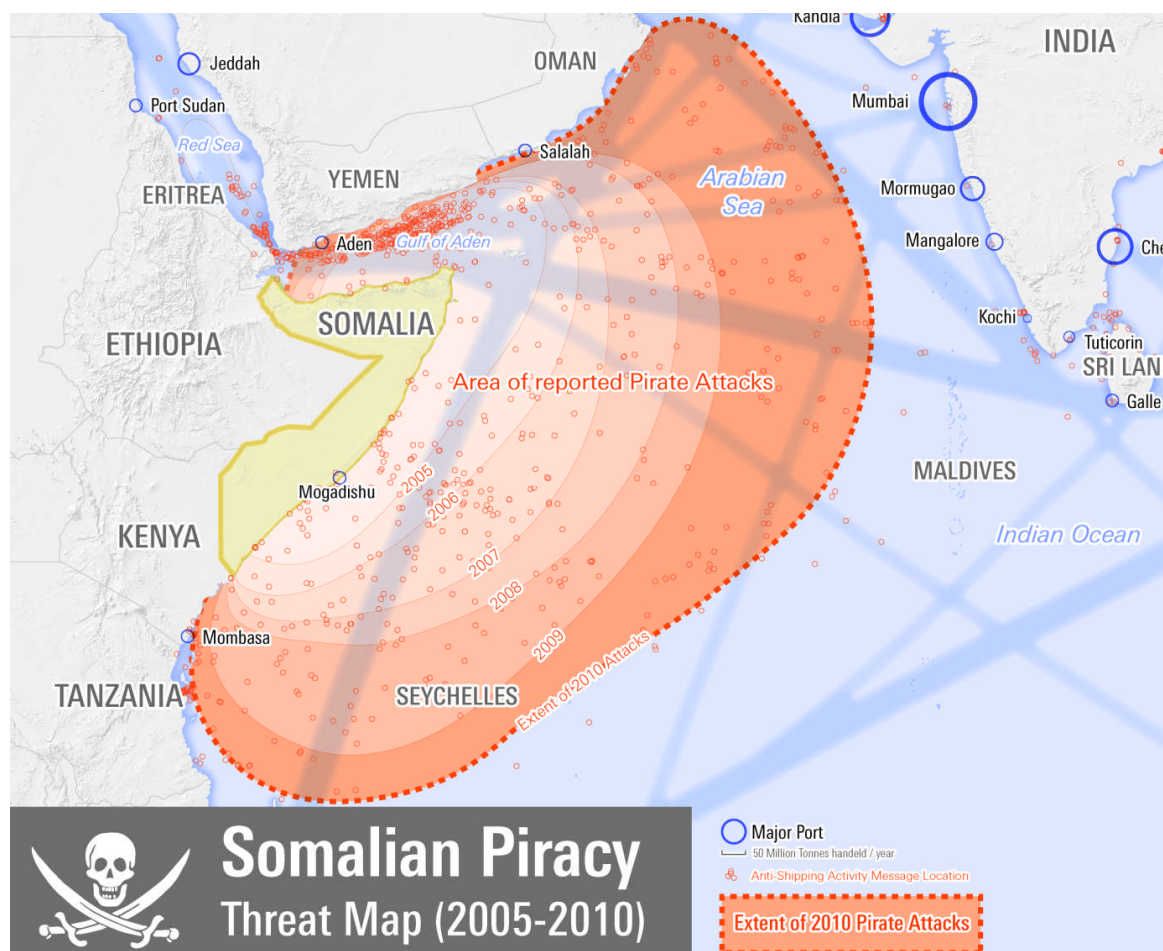 Kandla
INDIA
OMAN
Jeddah
Mumbai
Port Sudan
Red Sea
Salalah
YEMEN
Arabian
Sea
Mormugao
ERITREA
Aden
Gulf of Aden
Mangalore
Che
SOMALIA
Kochi
ETHIOPIA
Tuticorin
SRI LAN
Area of reported Pirate Attacks
Galle
MALDIVES
2005
Mogadishu
2006
KENYA
Indian Ocean
2007
2008
Mombasa
2009
TANZANIA
SEYCHELLES
Extent of 2010 Attacks
Somalian Piracy
Threat Map (2005-2010)
Major Port
50 Million Tonnes handeld / year
Anti-Shipping Activity Message Location
Extent of 2010 Pirate Attacks